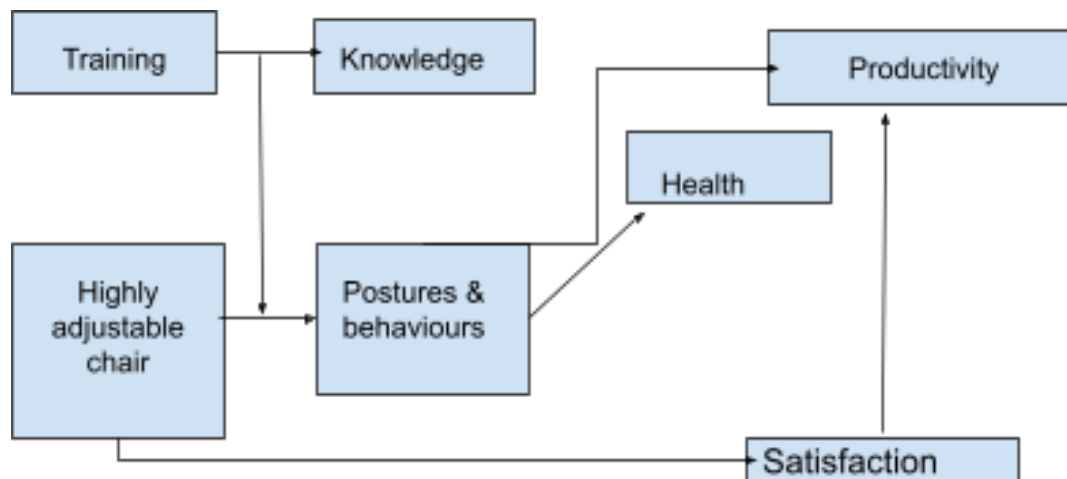 Training
Knowledge
Productivity
Health
Highly
adjustable
chair
Postures &
behaviours
Satisfaction